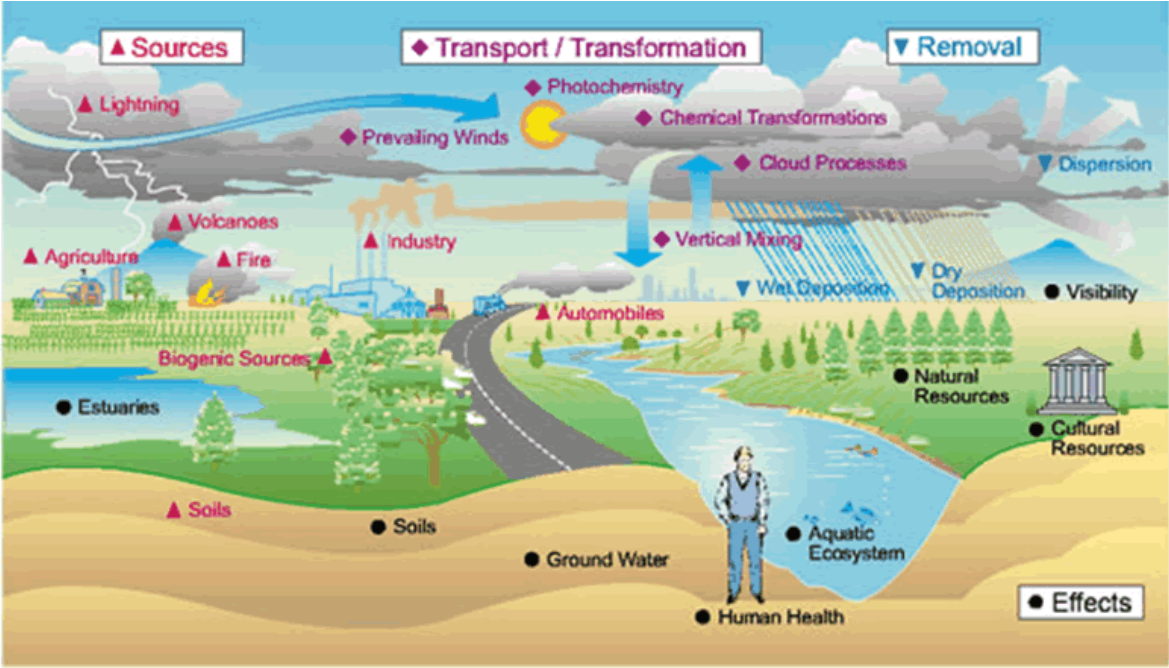 Sources
Transport / Transformation
Removal
Photochemistry
Lightning
Chemical Transformations
Prevailing Winds
Cloud Processes
Dispersion
Volcanoes
Industry
Vertical Mixing
Agriculture
Fire
Wet Deposition
Dry
Deposition
Visibility
Automobiles
Biogenic Sources
Natural
Resources
Estuaries
Cultural
Resources
Soils
Soils
Aquatic
Ecosystem
Ground Water
Effects
Human Health